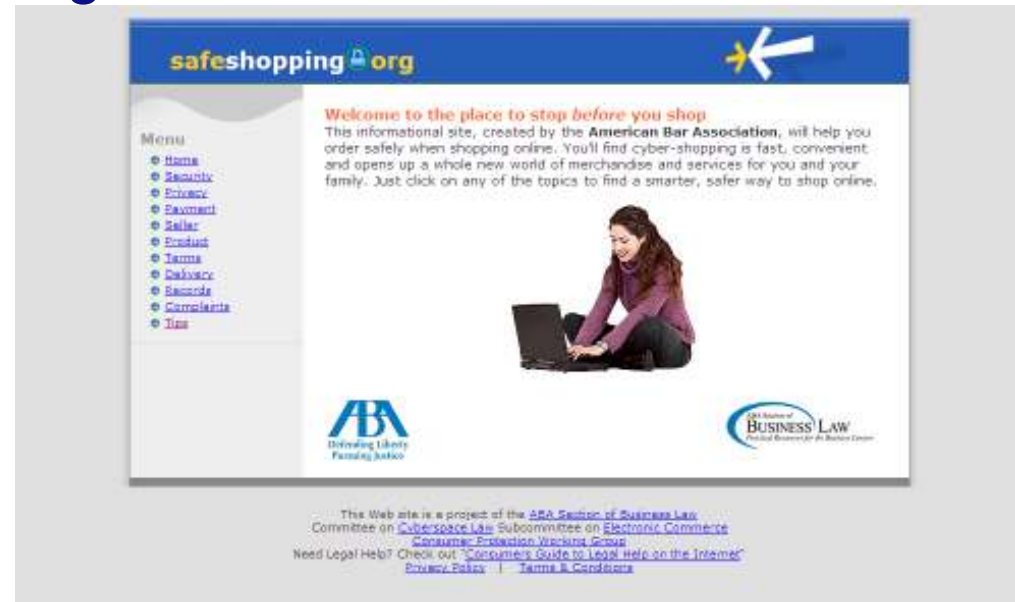 safeshopping org
Welcome to the place to stop before you shop
This informational site, created by the American Bar Association, will help you
order safely when shopping online. You'll find cyber-shopping is fast, convenient
and opens up a whole new world of merchandise and services for you and your
family. Just click on any of the topics to find a smarter, safer way to shop online.
Menu
Home
Security
Privacy
Payment
Seller
Product
Terms
Delivery
Records
Complaints
Tips
ABA
Defending Liberty
Pursuing Justice
ABA Section of
BUSINESS LAW
This Web site is a project of the ABA Section of Business Law
Committee on Cyberspace Law Subcommittee on Electronic Commerce
Consumer Protection Working Group
Need Legal Help? Check out "Consumers Guide to Legal Help on the Internet"
Privacy Policy | Terms & Conditions